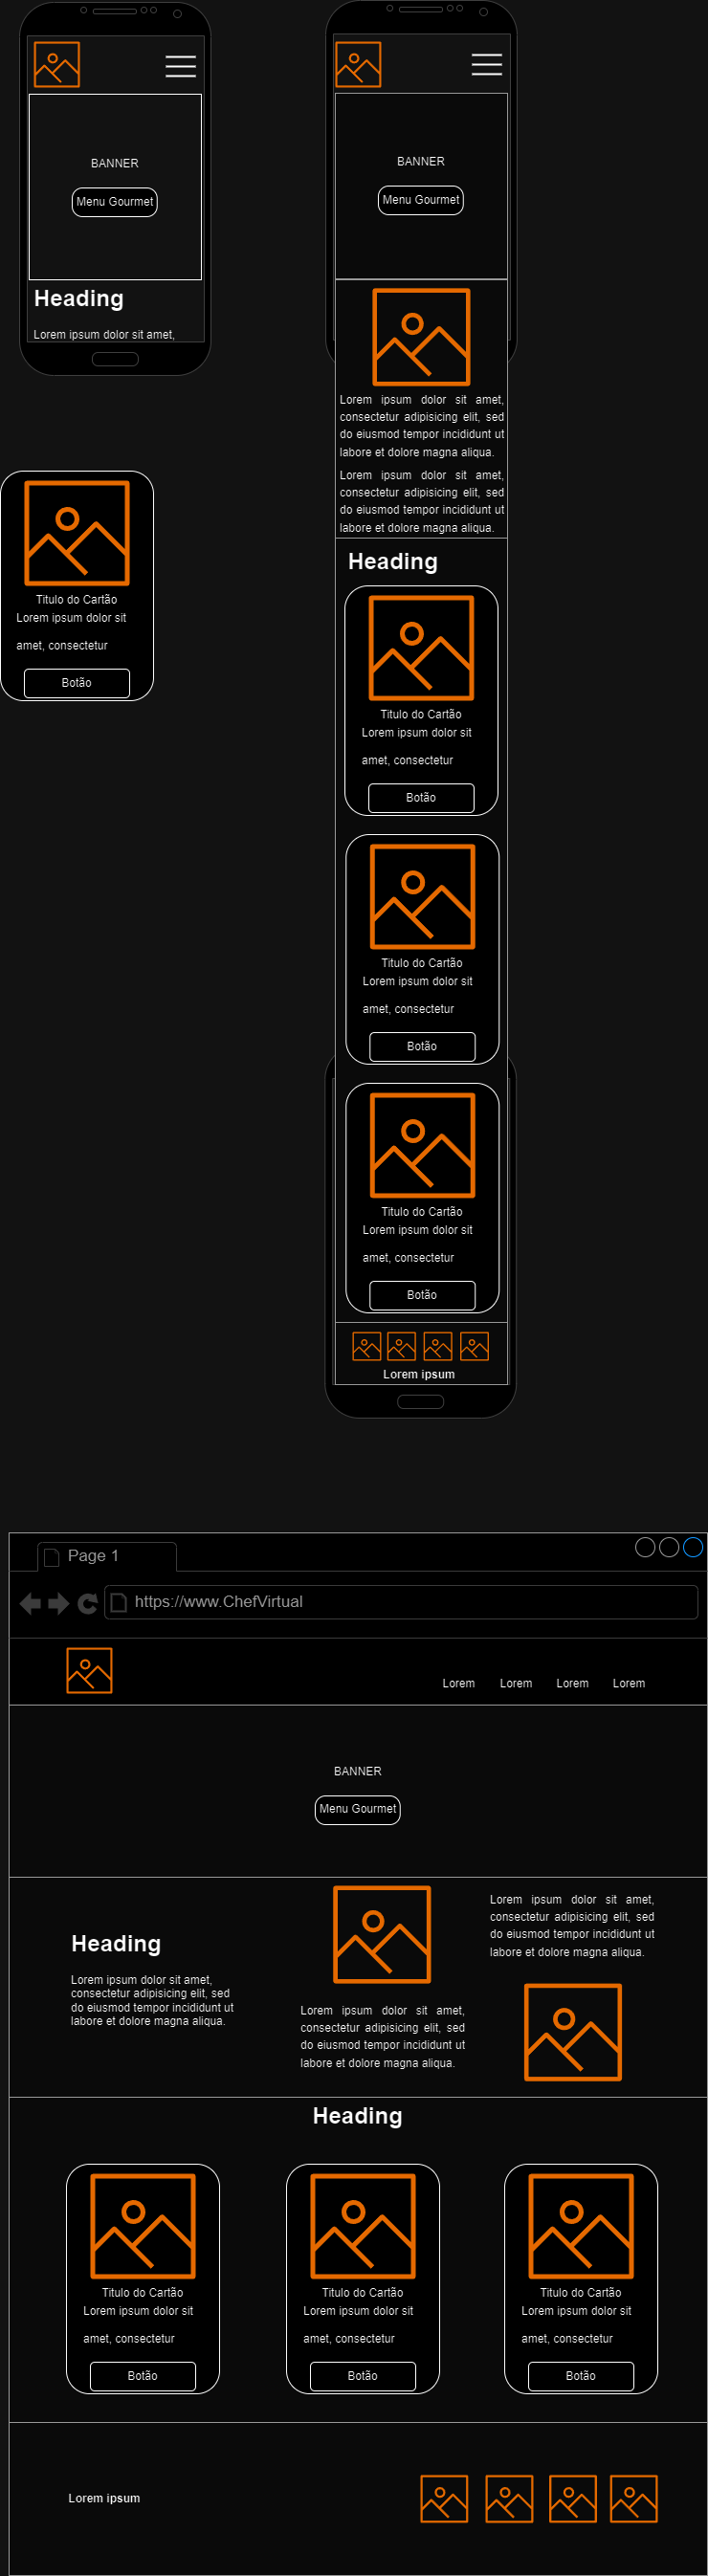 BANNER
Menu Gourmet
Heading
Lorem ipsum dolor sit amet,
Titulo do Cartão
Lorem ipsum dolor sit
amet, consectetur
Botão
BANNER
Menu Gourmet
Lorem ipsum dolor sit amet,
consectetur adipisicing elit, sed
do eiusmod tempor incididunt ut
labore et dolore magna aliqua.
Lorem ipsum dolor sit amet,
consectetur adipisicing elit, sed
do eiusmod tempor incididunt ut
labore et dolore magna aliqua.
Heading
Titulo do Cartão
Lorem ipsum dolor sit
amet, consectetur
Botão
Titulo do Cartão
Lorem ipsum dolor sit
amet, consectetur
Botão
Titulo do Cartão
Lorem ipsum dolor sit
amet, consectetur
Botão
Lorem ipsum
Page 1
https://www.ChefVirtual
Lorem Lorem Lorem Lorem
BANNER
Menu Gourmet
Heading
Lorem ipsum dolor sit amet,
consectetur adipisicing elit, sed
do eiusmod tempor incididunt ut
labore et dolore magna aliqua.
Lorem ipsum dolor sit amet,
consectetur adipisicing elit, sed
do eiusmod tempor incididunt ut
labore et dolore magna aliqua.
Lorem ipsum dolor sit amet,
consectetur adipisicing elit, sed
do eiusmod tempor incididunt ut
labore et dolore magna aliqua.
Heading
Titulo do Cartão
Lorem ipsum dolor sit
amet, consectetur
Botão
Titulo do Cartão
Lorem ipsum dolor sit
amet, consectetur
Botão
Titulo do Cartão
Lorem ipsum dolor sit
amet, consectetur
Botão
Lorem ipsum